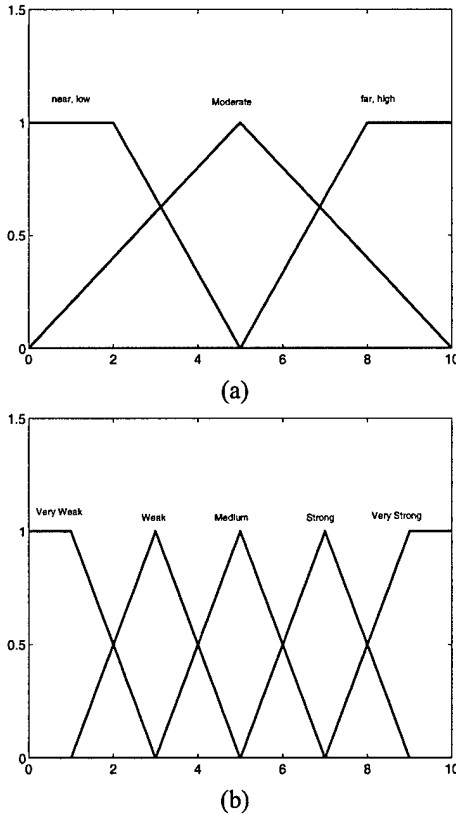 1.5
near, low Moderate far, high
1
0.5
0
0 2 4 6 8 10
(a)
1.5
Very Weak Weak Medium Strong Very Strong
1
0.5
0
0 2 4 6 8 10
(b)